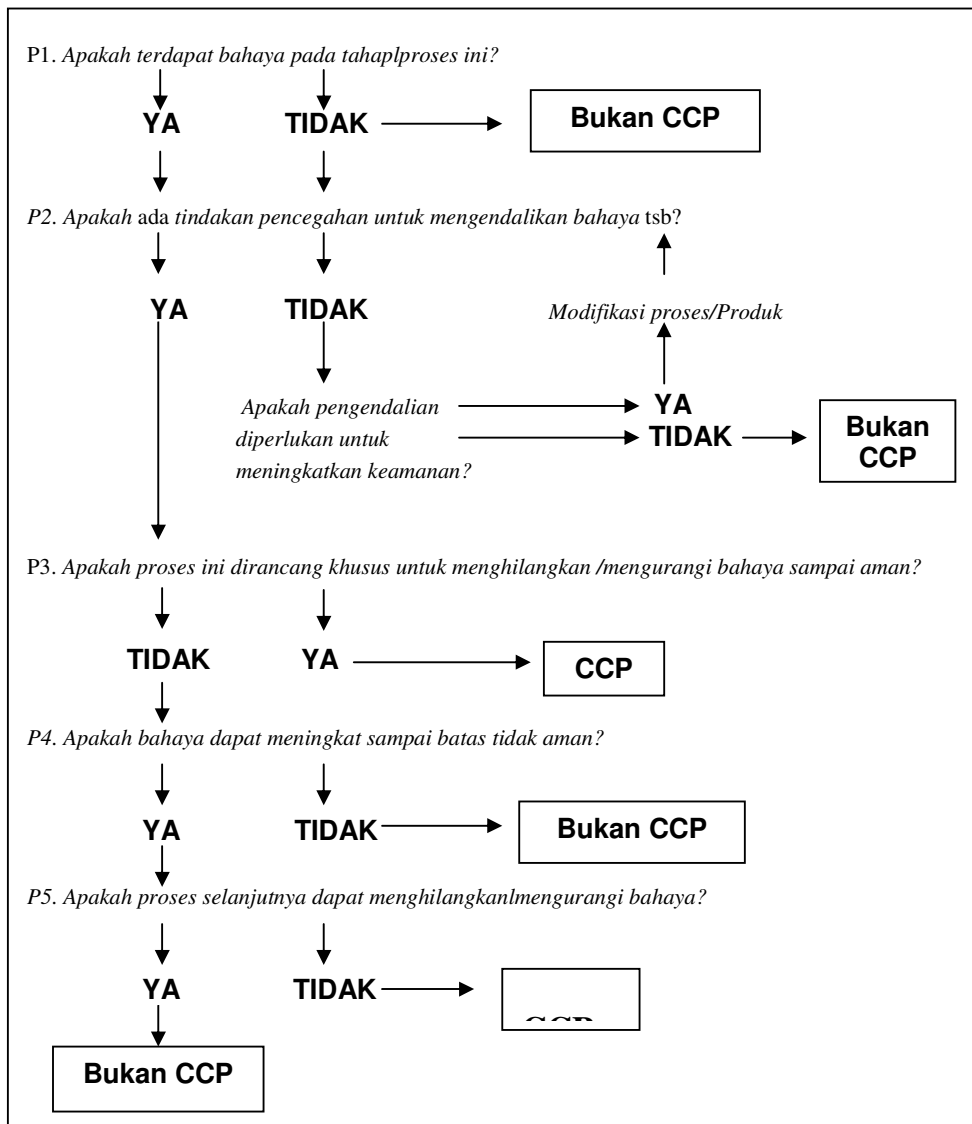 P1. Apakah terdapat bahaya pada tahaplproses ini?
YA TIDAK Bukan CCP
P2. Apakah ada tindakan pencegahan untuk mengendalikan bahaya tsb?
YA TIDAK Modifikasi proses/Produk
Apakah pengendalian
diperlukan untuk
meningkatkan keamanan?
YA
TIDAK
Bukan
CCP
P3. Apakah proses ini dirancang khusus untuk menghilangkan /mengurangi bahaya sampai aman?
TIDAK YA CCP
P4. Apakah bahaya dapat meningkat sampai batas tidak aman?
YA TIDAK Bukan CCP
P5. Apakah proses selanjutnya dapat menghilangkanlmengurangi bahaya?
YA TIDAK
Bukan CCP